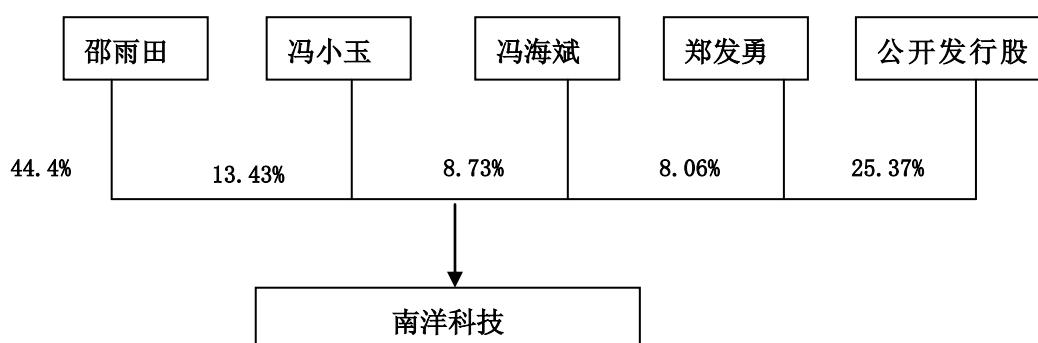 邵雨田
冯小玉
冯海斌
郑发勇
公开发行股
44.4%
13.43%
8.73%
8.06%
25.37%
南洋科技